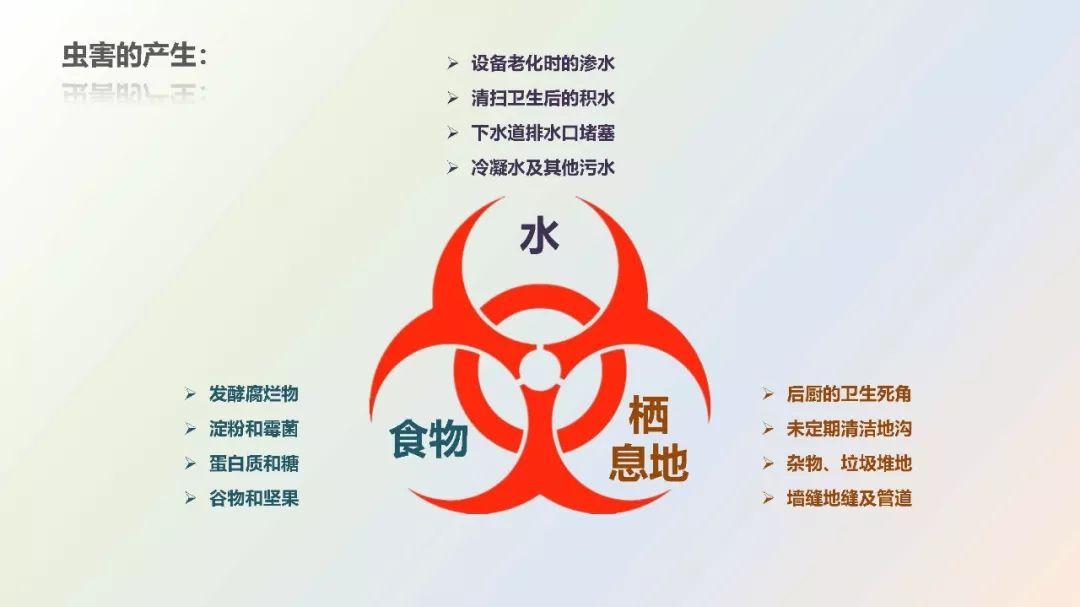 虫害的产生：
设备老化时的渗水
清扫卫生后的积水
下水道排水口堵塞
冷凝水及其他污水
水
食物
栖
息地
发酵腐烂物
淀粉和霉菌
蛋白质和糖
谷物和坚果
后厨的卫生死角
未定期清洁地沟
杂物、垃圾堆地
墙缝地缝及管道